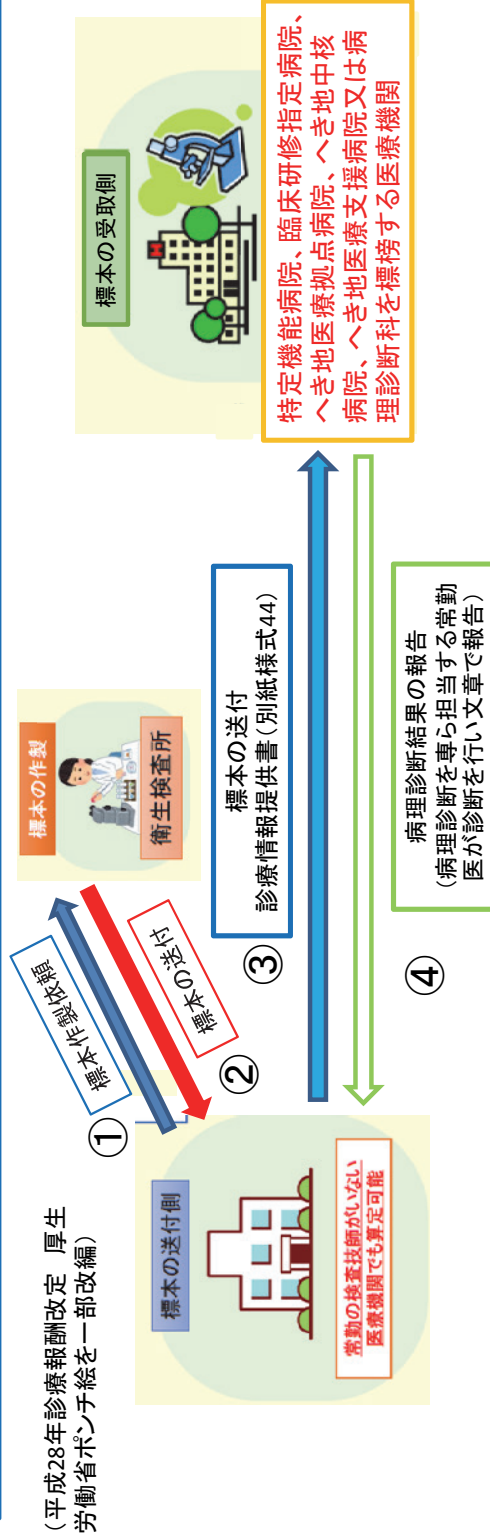 （平成28年診療報酬改定　厚生
労働省ポンチ絵を一部改編）
標本の送付側
常勤の検査技師がいない
医療機関でも算定可能
①
標本作製依頼
②
標本の送付
標本の作製
衛生検査所
③
標本の送付
診療情報提供書（別紙様式44）
④
病理診断結果の報告
（病理診断を専ら担当する常勤
医が診断を行い文章で報告）
標本の受取側
H
特定機能病院、臨床研修指定病院、
へき地医療拠点病院、へき地中核
病院、へき地医療支援病院又は病
理診断科を標榜する医療機関